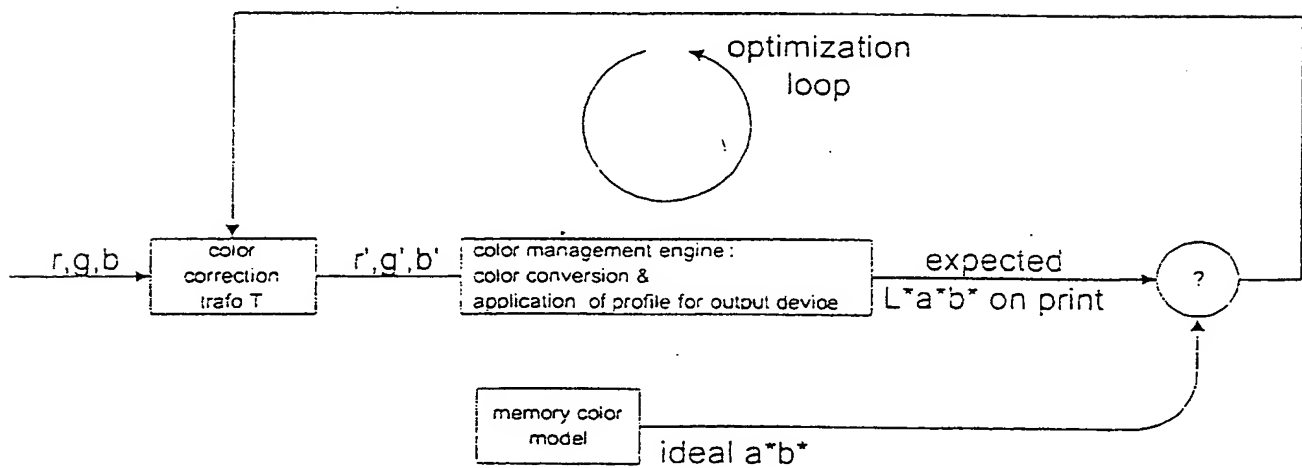 optimization
loop
r,g,b
color
correction
trafo T
r',g',b'
color management engine:
color conversion &
application of profile for output device
expected
L*a*b* on print
?
memory color
model
ideal a*b*